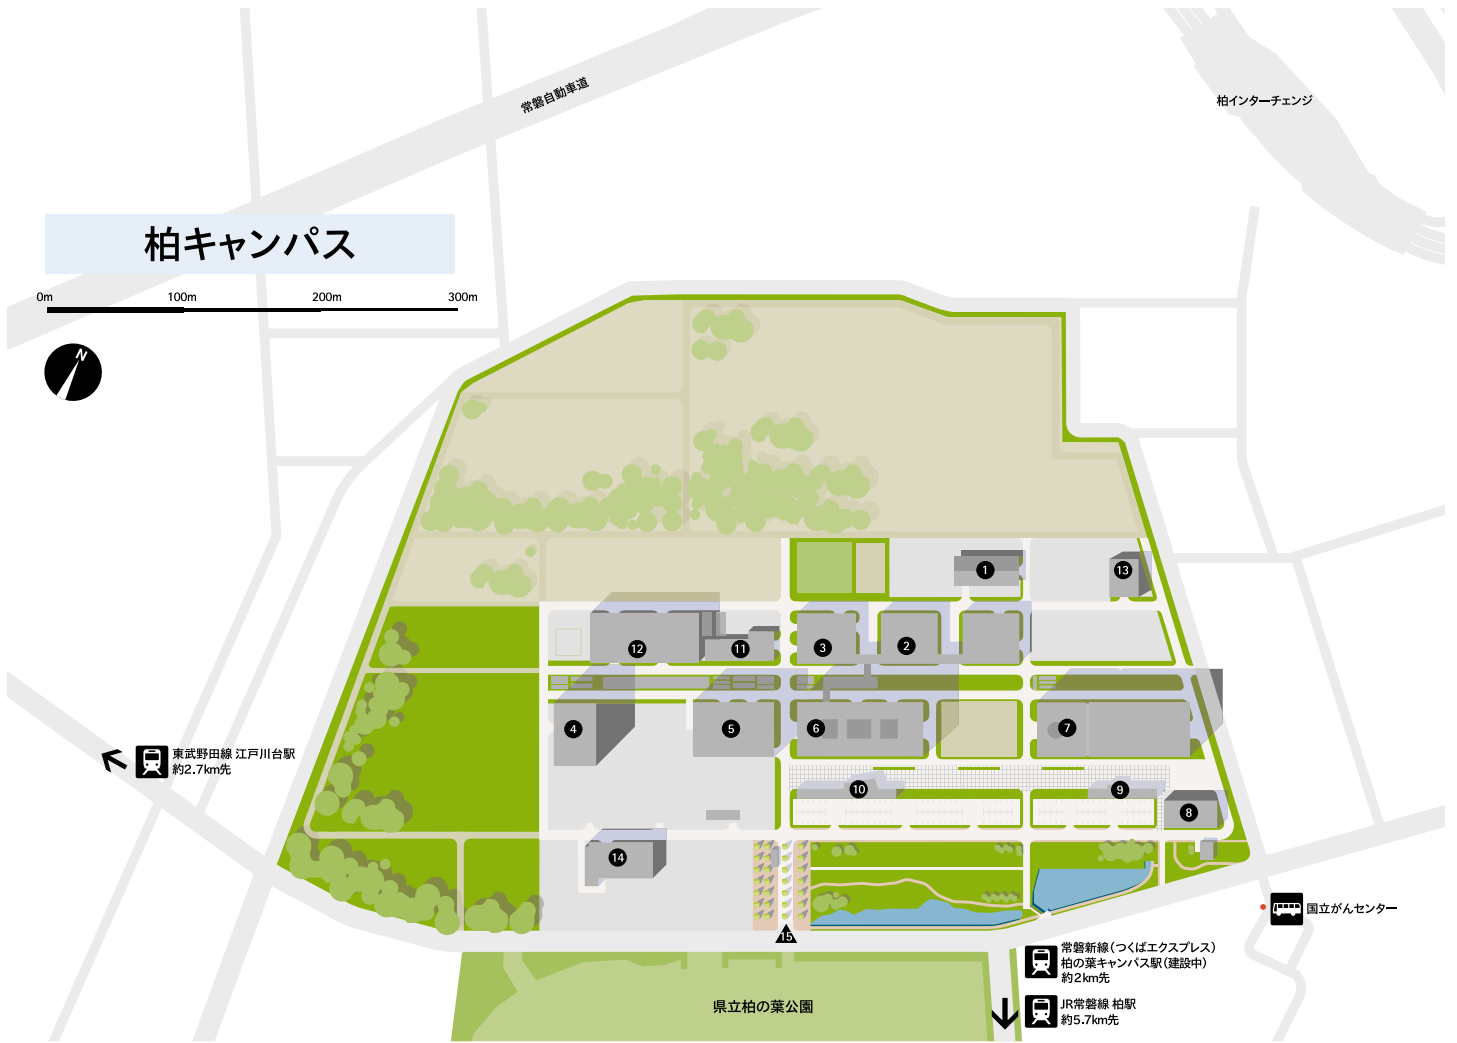 常磐自動車道
柏インターチェンジ
柏キャンパス
0m 100m 200m 300m
N
1
13
12
11
3
2
4
5
6
7
10
9
8
14
15
東武野田線 江戸川台駅
約2.7km先
国立がんセンター
常磐新線(つくばエクスプレス)
柏の葉キャンパス駅(建設中)
約2km先
JR常磐線 柏駅
約5.7km先
県立柏の葉公園